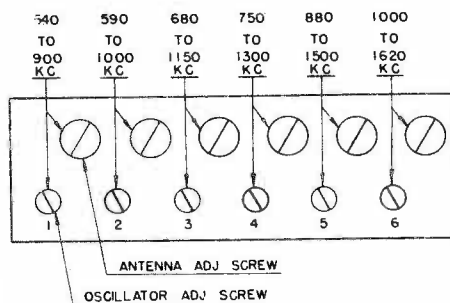 540 590 680 750 880 1000
TO TO TO TO TO TO
900 1000 1150 1300 1500 1620
KC KC KC KC KC KC
1 2 3 4 5 6
ANTENNA ADJ SCREW
OSCILLATOR ADJ SCREW